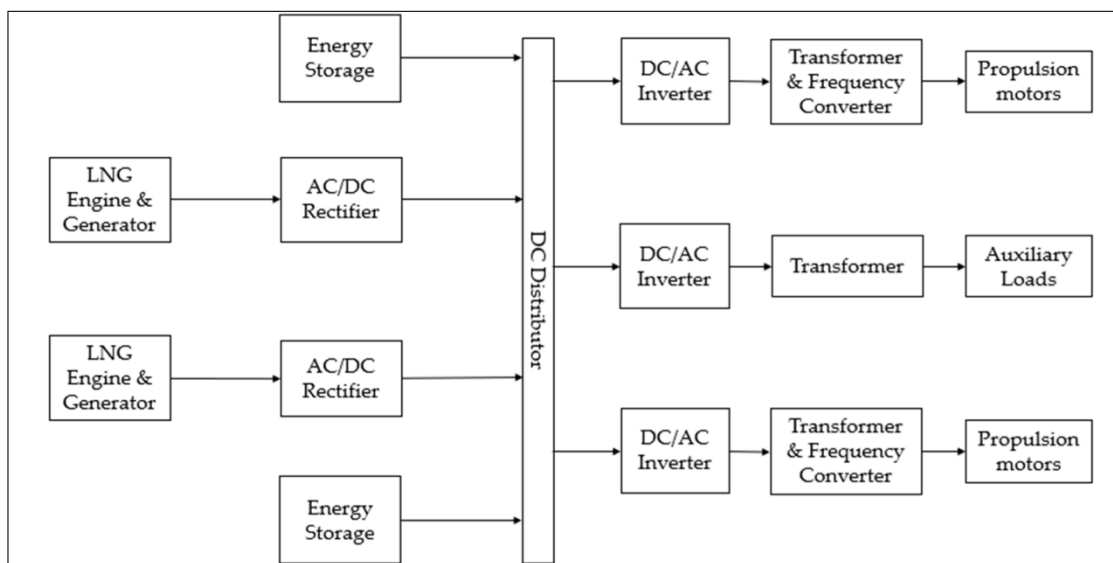 Energy
Storage
DC/AC
Inverter
Transformer
& Frequency
Converter
Propulsion
motors
LNG
Engine &
Generator
AC/DC
Rectifier
DC Distributor
DC/AC
Inverter
Transformer
Auxiliary
Loads
LNG
Engine &
Generator
AC/DC
Rectifier
DC/AC
Inverter
Transformer
& Frequency
Converter
Propulsion
motors
Energy
Storage